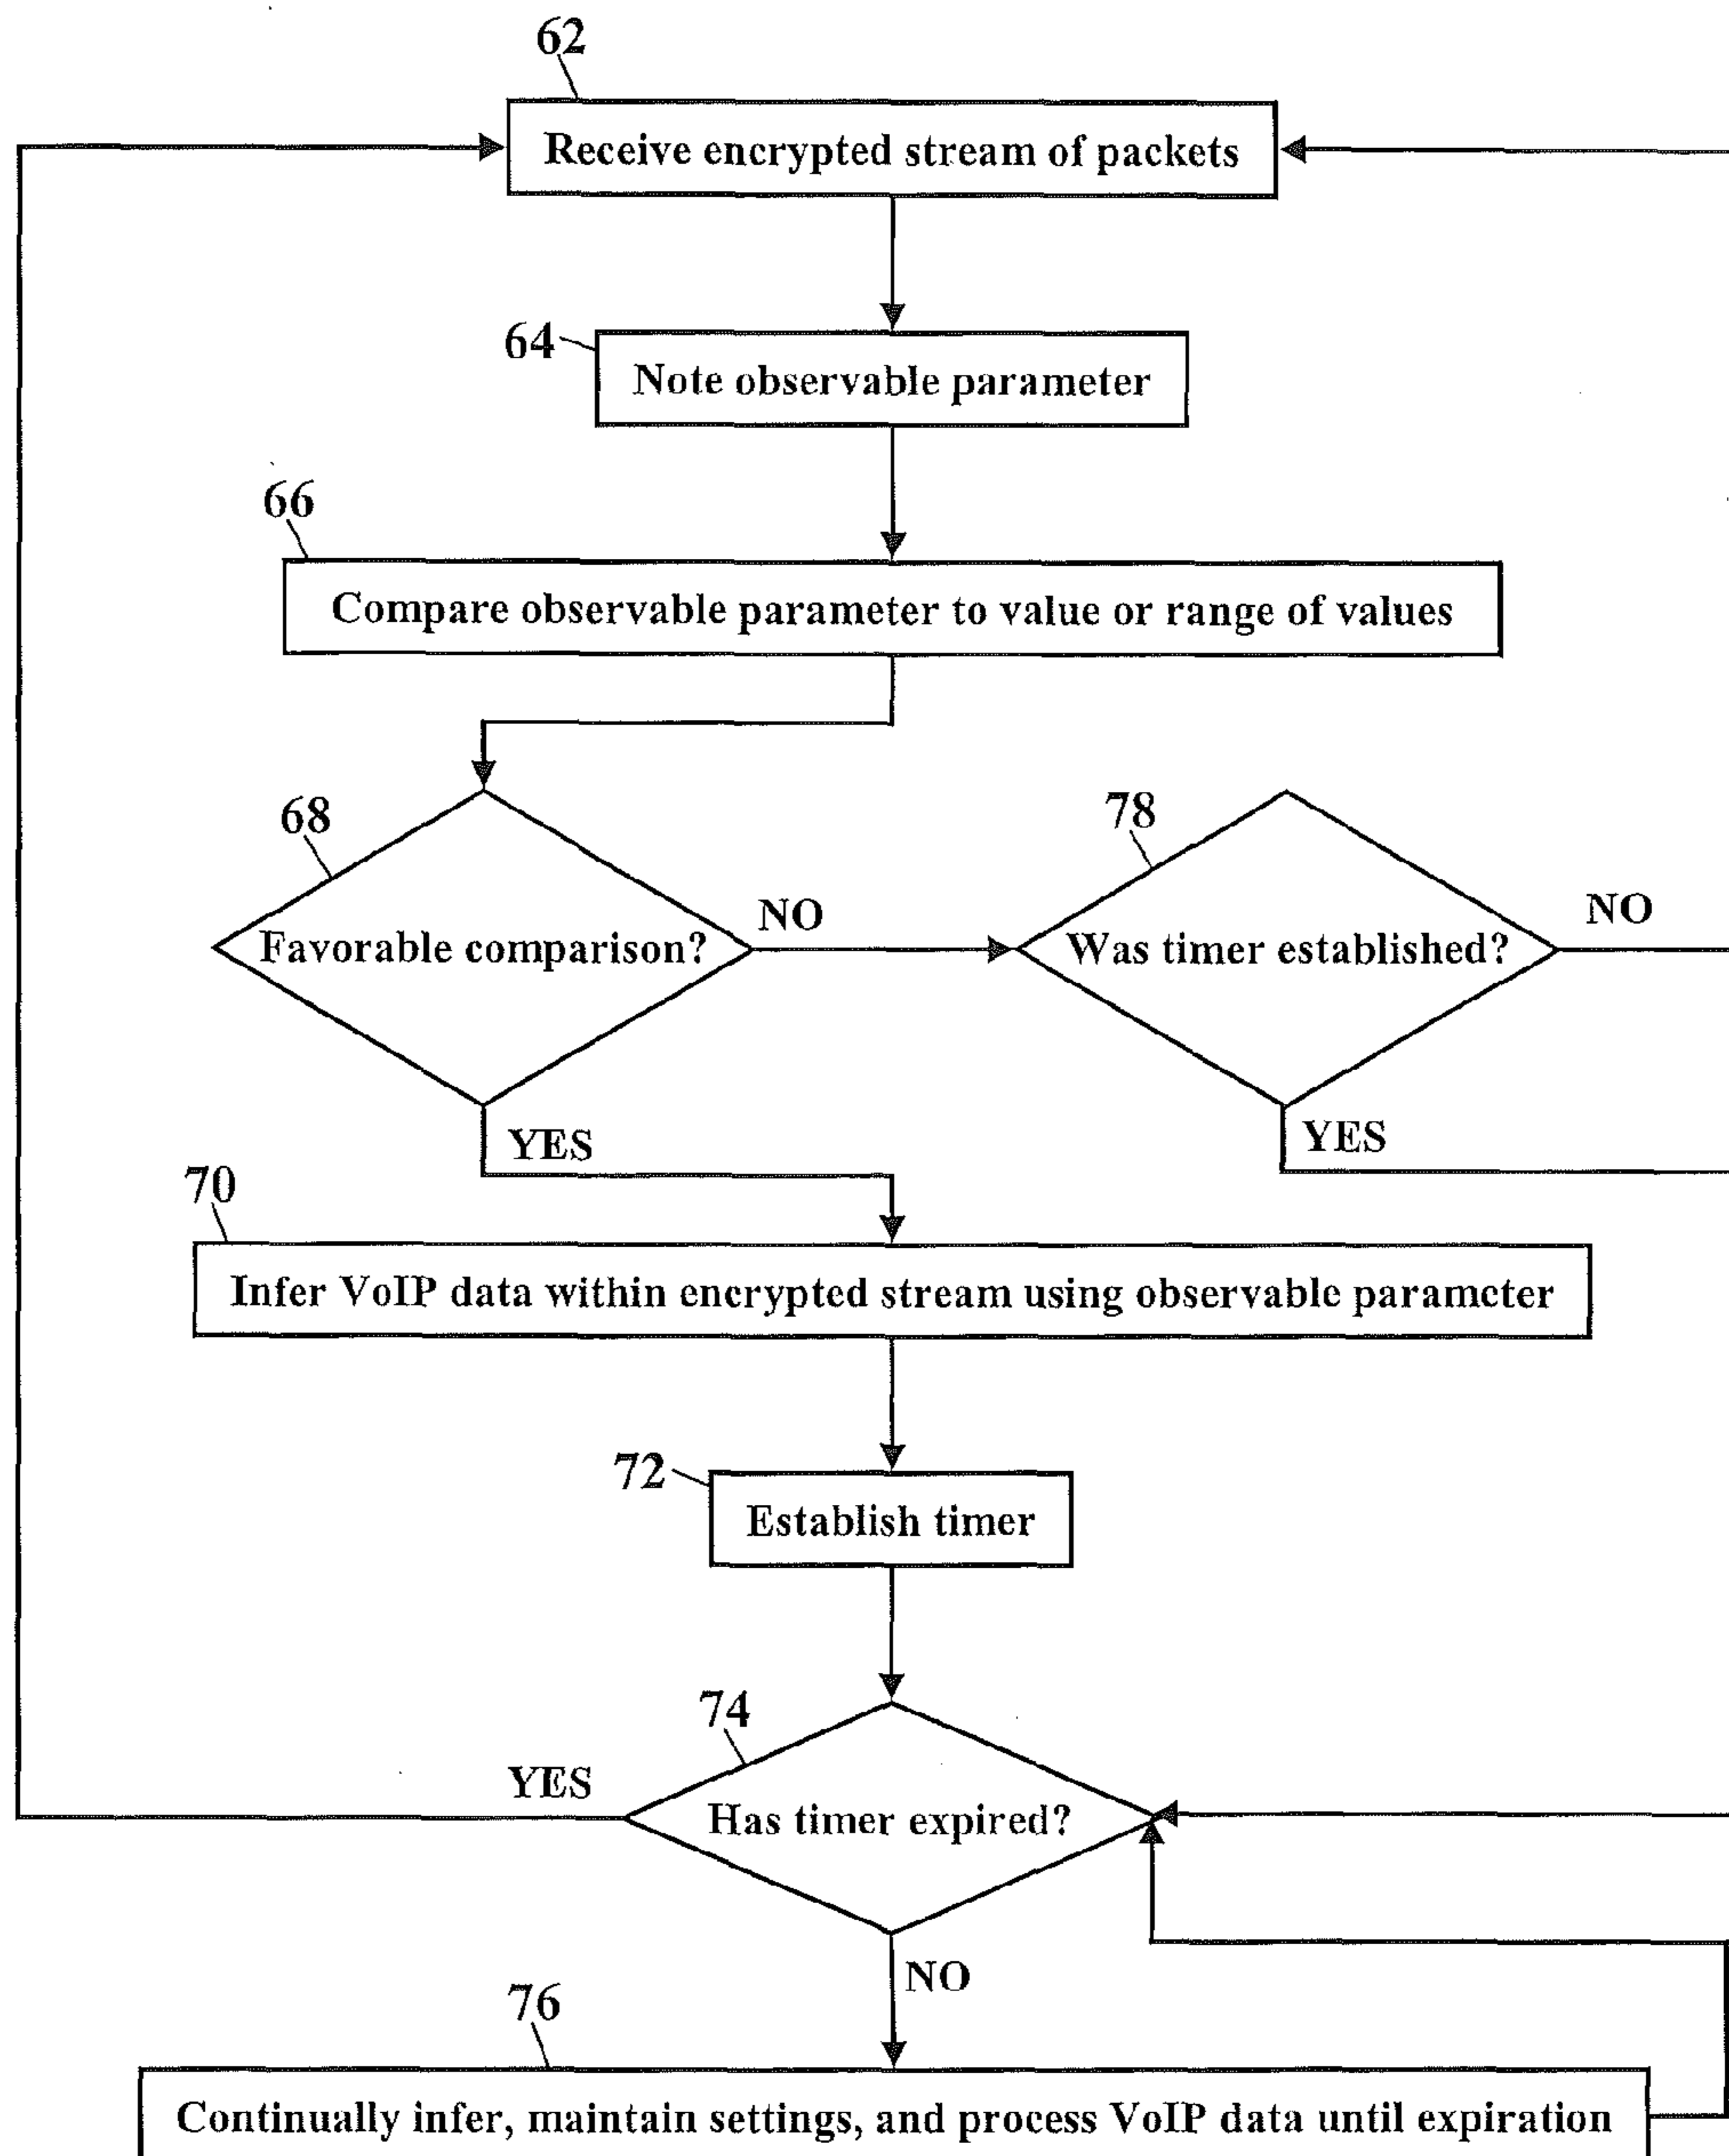 62
Receive encrypted stream of packets
64
Note observable parameter
66
Compare observable parameter to value or range of values
68
Favorable comparison?
NO
78
Was timer established?
NO
YES
YES
70
Infer VoIP data within encrypted stream using observable parameter
72
Establish timer
74
Has timer expired?
YES
NO
76
Continually infer, maintain settings, and process VoIP data until expiration